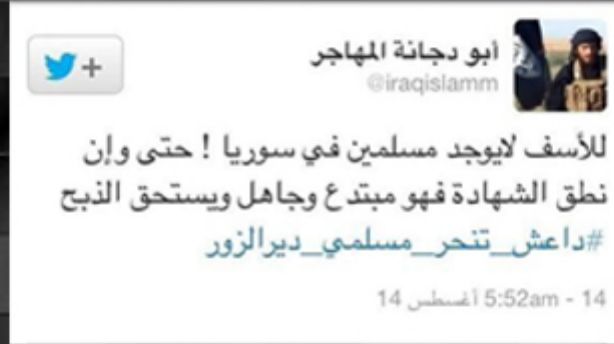 أبو دجانة المهاجر
@iraqislamm
للأسف لايوجد مسلمين في سوريا ! حتى وإن
نطق الشهادة فهو مبتدع وجاهل ويستحق الذبح
#داعش_تنحر_مسلمي_ديرالزور
14 أغسطس 14 - 5:52am